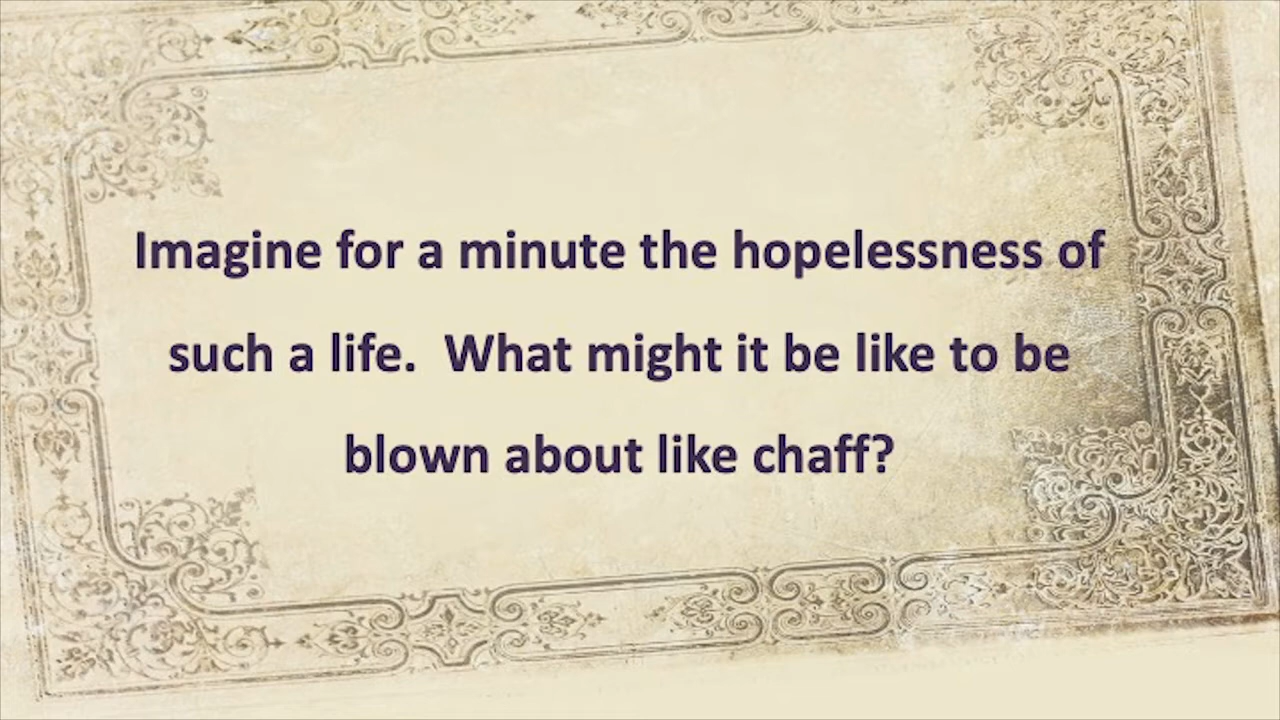 Imagine for a minute the hopelessness of
such a life.  What might it be like to be
blown about like chaff?